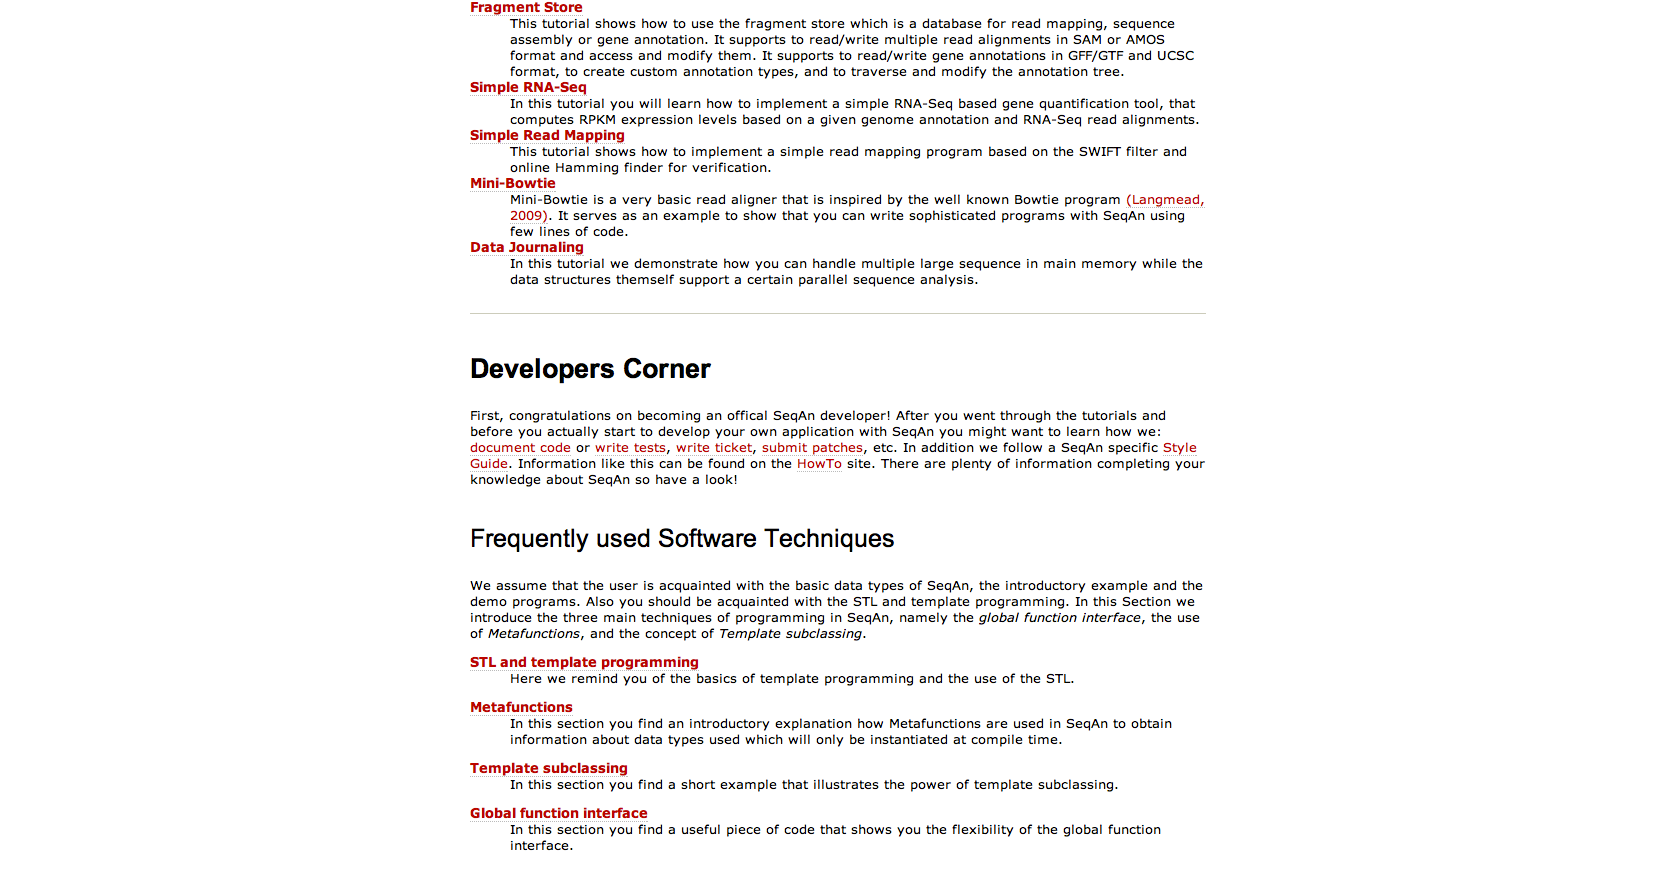 Fragment Store
This tutorial shows how to use the fragment store which is a database for read mapping, sequence
assembly or gene annotation. It supports to read/write multiple read alignments in SAM or AMOS
format and access and modify them. It supports to read/write gene annotations in GFF/GTF and UCSC
format, to create custom annotation types, and to traverse and modify the annotation tree.
Simple RNA-Seq
In this tutorial you will learn how to implement a simple RNA-Seq based gene quantification tool, that
computes RPKM expression levels based on a given genome annotation and RNA-Seq read alignments.
Simple Read Mapping
This tutorial shows how to implement a simple read mapping program based on the SWIFT filter and
online Hamming finder for verification.
Mini-Bowtie
Mini-Bowtie is a very basic read aligner that is inspired by the well known Bowtie program (Langmead,
2009). It serves as an example to show that you can write sophisticated programs with SeqAn using
few lines of code.
Data Journaling
In this tutorial we demonstrate how you can handle multiple large sequence in main memory while the
data structures themself support a certain parallel sequence analysis.
Developers Corner
First, congratulations on becoming an offical SeqAn developer! After you went through the tutorials and
before you actually start to develop your own application with SeqAn you might want to learn how we:
document code or write tests, write ticket, submit patches, etc. In addition we follow a SeqAn specific Style
Guide. Information like this can be found on the HowTo site. There are plenty of information completing your
knowledge about SeqAn so have a look!
Frequently used Software Techniques
We assume that the user is acquainted with the basic data types of SeqAn, the introductory example and the
demo programs. Also you should be acquainted with the STL and template programming. In this Section we
introduce the three main techniques of programming in SeqAn, namely the global function interface, the use
of Metafunctions, and the concept of Template subclassing.
STL and template programming
Here we remind you of the basics of template programming and the use of the STL.
Metafunctions
In this section you find an introductory explanation how Metafunctions are used in SeqAn to obtain
information about data types used which will only be instantiated at compile time.
Template subclassing
In this section you find a short example that illustrates the power of template subclassing.
Global function interface
In this section you find a useful piece of code that shows you the flexibility of the global function
interface.